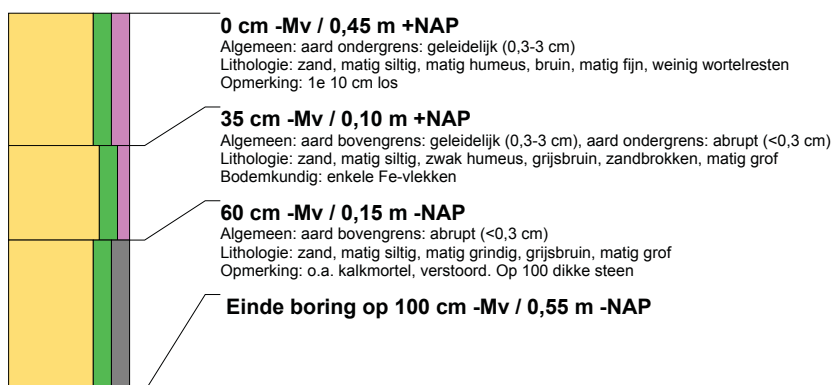 0 cm -Mv / 0,45 m +NAP
Algemeen: aard ondergrens: geleidelijk (0,3-3 cm)
Lithologie: zand, matig siltig, matig humeus, bruin, matig fijn, weinig wortelresten
Opmerking: 1e 10 cm los
35 cm -Mv / 0,10 m +NAP
Algemeen: aard bovengrens: geleidelijk (0,3-3 cm), aard ondergrens: abrupt (<0,3 cm)
Lithologie: zand, matig siltig, zwak humeus, grijsbruin, zandbrokken, matig grof
Bodemkundig: enkele Fe-vlekken
60 cm -Mv / 0,15 m -NAP
Algemeen: aard bovengrens: abrupt (<0,3 cm)
Lithologie: zand, matig siltig, matig grindig, grijsbruin, matig grof
Opmerking: o.a. kalkmortel, verstoord. Op 100 dikke steen
Einde boring op 100 cm -Mv / 0,55 m -NAP